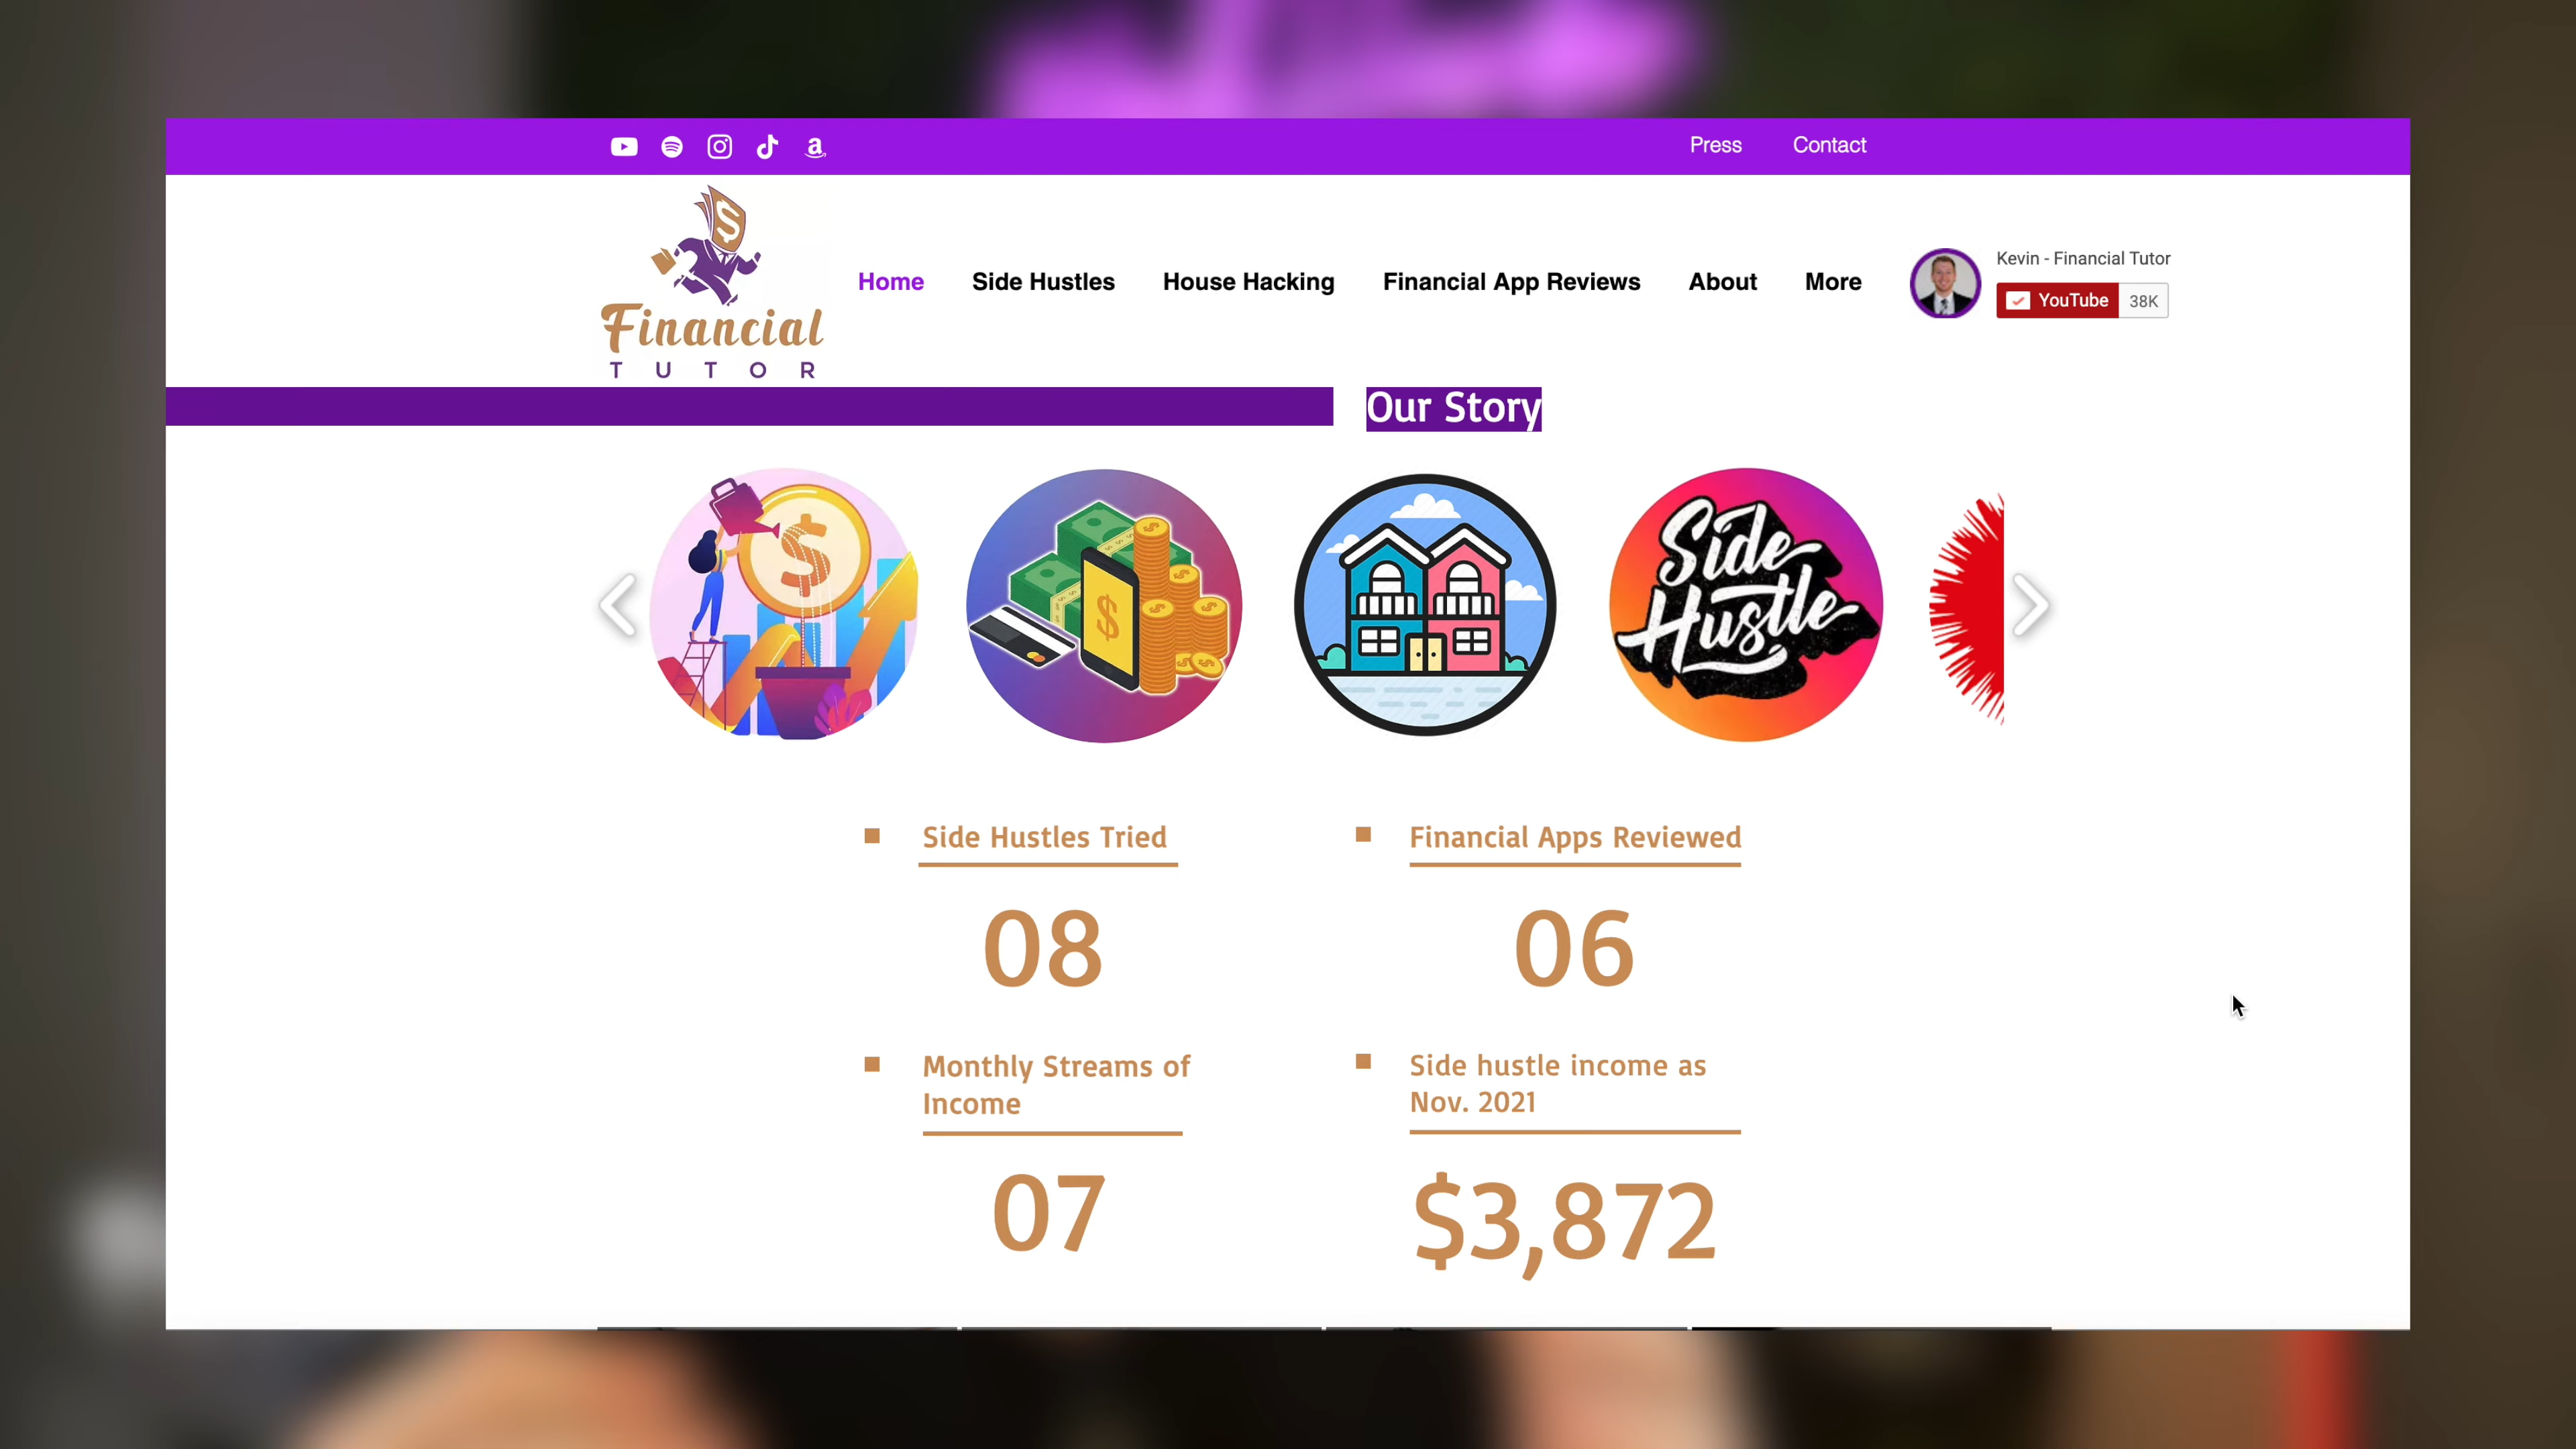 Press Contact
Financial
TUTOR
Home Side Hustles House Hacking Financial App Reviews About More
Kevin - Financial Tutor
YouTube 38K
Our Story
Side
Hustle
Side Hustles Tried
08
Financial Apps Reviewed
06
Monthly Streams of
Income
07
Side hustle income as
Nov. 2021
$3,872